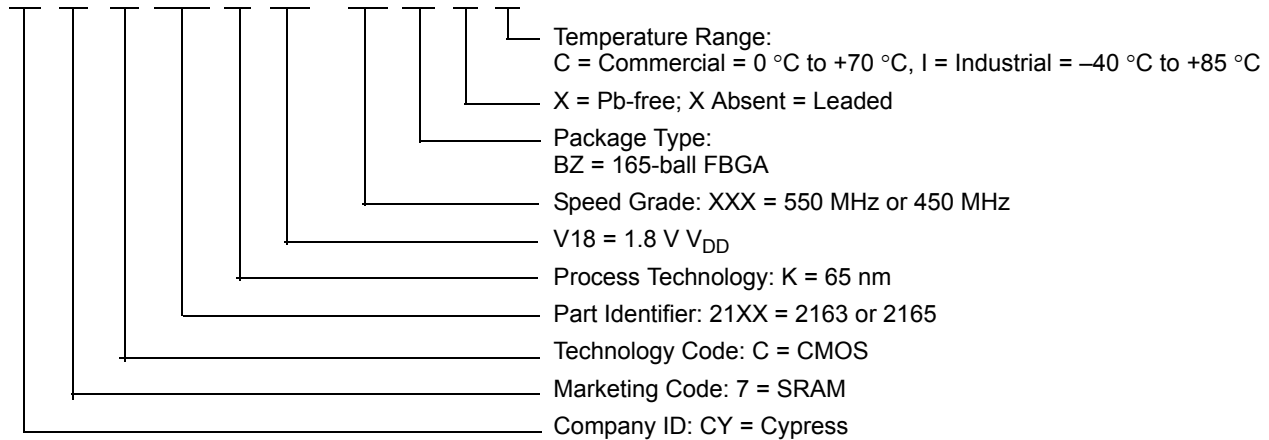 Temperature Range:
C = Commercial = 0 °C to +70 °C, I = Industrial = –40 °C to +85 °C
X = Pb-free; X Absent = Leaded
Package Type:
BZ = 165-ball FBGA
Speed Grade: XXX = 550 MHz or 450 MHz
V18 = 1.8 V VDD
Process Technology: K = 65 nm
Part Identifier: 21XX = 2163 or 2165
Technology Code: C = CMOS
Marketing Code: 7 = SRAM
Company ID: CY = Cypress